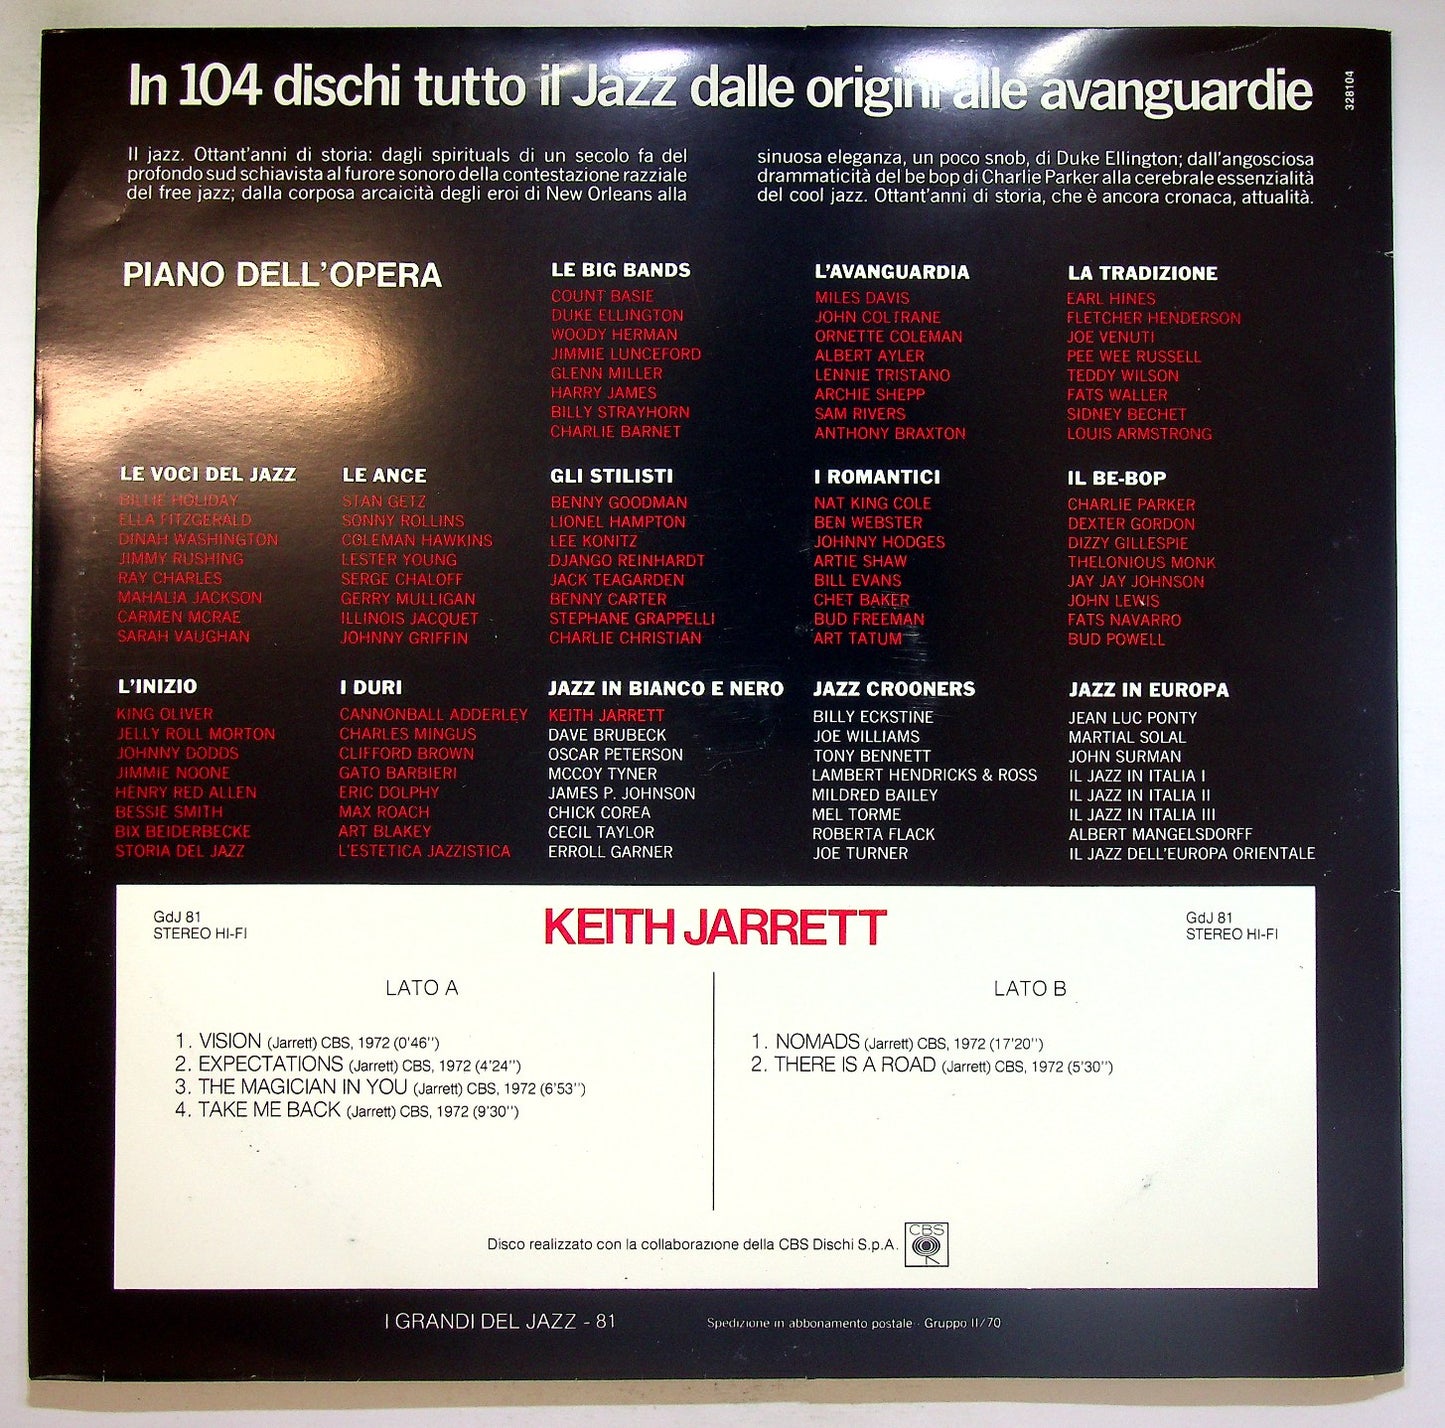 In 104 dischi tutto il Jazz dalle origini alle avanguardie
328104
Il jazz. Ottant'anni di storia: dagli spirituals di un secolo fa del
profondo sud schiavista al furore sonoro della contestazione razziale
del free jazz; dalla corposa arcaicità degli eroi di New Orleans alla
sinuosa eleganza, un poco snob, di Duke Ellington; dall'angosciosa
drammaticità del be bop di Charlie Parker alla cerebrale essenzialità
del cool jazz. Ottant'anni di storia, che è ancora cronaca, attualità.
PIANO DELL'OPERA
LE BIG BANDS
COUNT BASIE
DUKE ELLINGTON
WOODY HERMAN
JIMMIE LUNCEFORD
GLENN MILLER
HARRY JAMES
BILLY STRAYHORN
CHARLIE BARNET
L'AVANGUARDIA
MILES DAVIS
JOHN COLTRANE
ORNETTE COLEMAN
ALBERT AYLER
LENNIE TRISTANO
ARCHIE SHEPP
SAM RIVERS
ANTHONY BRAXTON
LA TRADIZIONE
EARL HINES
FLETCHER HENDERSON
JOE VENUTI
PEE WEE RUSSELL
TEDDY WILSON
FATS WALLER
SIDNEY BECHET
LOUIS ARMSTRONG
LE VOCI DEL JAZZ
BILLIE HOLIDAY
ELLA FITZGERALD
DINAH WASHINGTON
JIMMY RUSHING
RAY CHARLES
MAHALIA JACKSON
CARMEN MCRAE
SARAH VAUGHAN
LE ANCE
STAN GETZ
SONNY ROLLINS
COLEMAN HAWKINS
LESTER YOUNG
SERGE CHALOFF
GERRY MULLIGAN
ILLINOIS JACQUET
JOHNNY GRIFFIN
GLI STILISTI
BENNY GOODMAN
LIONEL HAMPTON
LEE KONITZ
DJANGO REINHARDT
JACK TEAGARDEN
BENNY CARTER
STEPHANE GRAPPELLI
CHARLIE CHRISTIAN
I ROMANTICI
NAT KING COLE
BEN WEBSTER
JOHNNY HODGES
ARTIE SHAW
BILL EVANS
CHET BAKER
BUD FREEMAN
ART TATUM
IL BE-BOP
CHARLIE PARKER
DEXTER GORDON
DIZZY GILLESPIE
THELONIOUS MONK
JAY JAY JOHNSON
JOHN LEWIS
FATS NAVARRO
BUD POWELL
L'INIZIO
KING OLIVER
JELLY ROLL MORTON
JOHNNY DODDS
JIMMIE NOONE
HENRY RED ALLEN
BESSIE SMITH
BIX BEIDERBECKE
STORIA DEL JAZZ
I DURI
CANNONBALL ADDERLEY
CHARLES MINGUS
CLIFFORD BROWN
GATO BARBIERI
ERIC DOLPHY
MAX ROACH
ART BLAKEY
L'ESTETICA JAZZISTICA
JAZZ IN BIANCO E NERO
KEITH JARRETT
DAVE BRUBECK
OSCAR PETERSON
MCCOY TYNER
JAMES P. JOHNSON
CHICK COREA
CECIL TAYLOR
ERROLL GARNER
JAZZ CROONERS
BILLY ECKSTINE
JOE WILLIAMS
TONY BENNETT
LAMBERT HENDRICKS & ROSS
MILDRED BAILEY
MEL TORME
ROBERTA FLACK
JOE TURNER
JAZZ IN EUROPA
JEAN LUC PONTY
MARTIAL SOLAL
JOHN SURMAN
IL JAZZ IN ITALIA I
IL JAZZ IN ITALIA II
IL JAZZ IN ITALIA III
ALBERT MANGELSDORFF
IL JAZZ DELL'EUROPA ORIENTALE
GdJ 81
STEREO HI-FI
KEITH JARRETT
GdJ 81
STEREO HI-FI
LATO A
1. VISION (Jarrett) CBS, 1972 (0'46'')
2. EXPECTATIONS (Jarrett) CBS, 1972 (4'24'')
3. THE MAGICIAN IN YOU (Jarrett) CBS, 1972 (6'53'')
4. TAKE ME BACK (Jarrett) CBS, 1972 (9'30'')
LATO B
1. NOMADS (Jarrett) CBS, 1972 (17'20'')
2. THERE IS A ROAD (Jarrett) CBS, 1972 (5'30'')
Disco realizzato con la collaborazione della CBS Dischi S.p.A.
CBS
I GRANDI DEL JAZZ - 81
Spedizione in abbonamento postale - Gruppo II/70